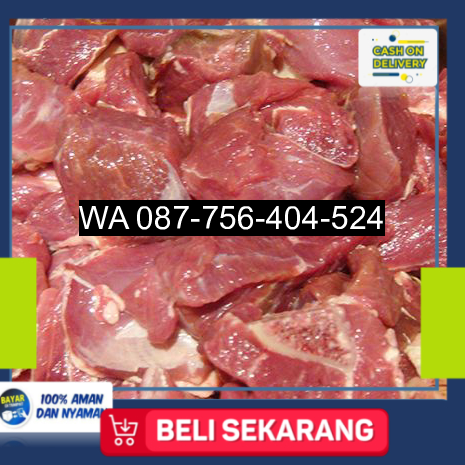 CASH ON
DELIVERY
WA 087-756-404-524
BAYAR
100% AMAN
DAN NYAMAN
BELI SEKARANG